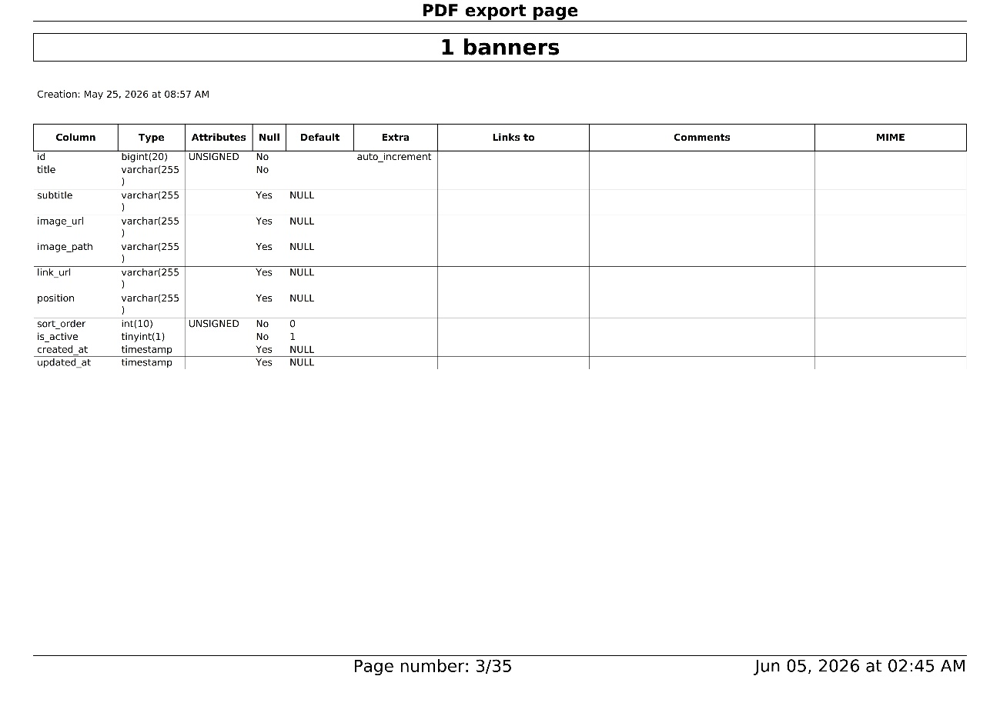 PDF export page
1 banners
Creation: May 25, 2026 at 08:57 AM
Column Type Attributes Null Default Extra Links to Comments MIME
id bigint(20) UNSIGNED No auto_increment
title varchar(255 No
)
subtitle varchar(255 Yes NULL
)
image_url varchar(255 Yes NULL
)
image_path varchar(255 Yes NULL
)
link_url varchar(255 Yes NULL
)
position varchar(255 Yes NULL
)
sort_order int(10) UNSIGNED No 0
is_active tinyint(1) No 1
created_at timestamp Yes NULL
updated_at timestamp Yes NULL
Page number: 3/35 Jun 05, 2026 at 02:45 AM